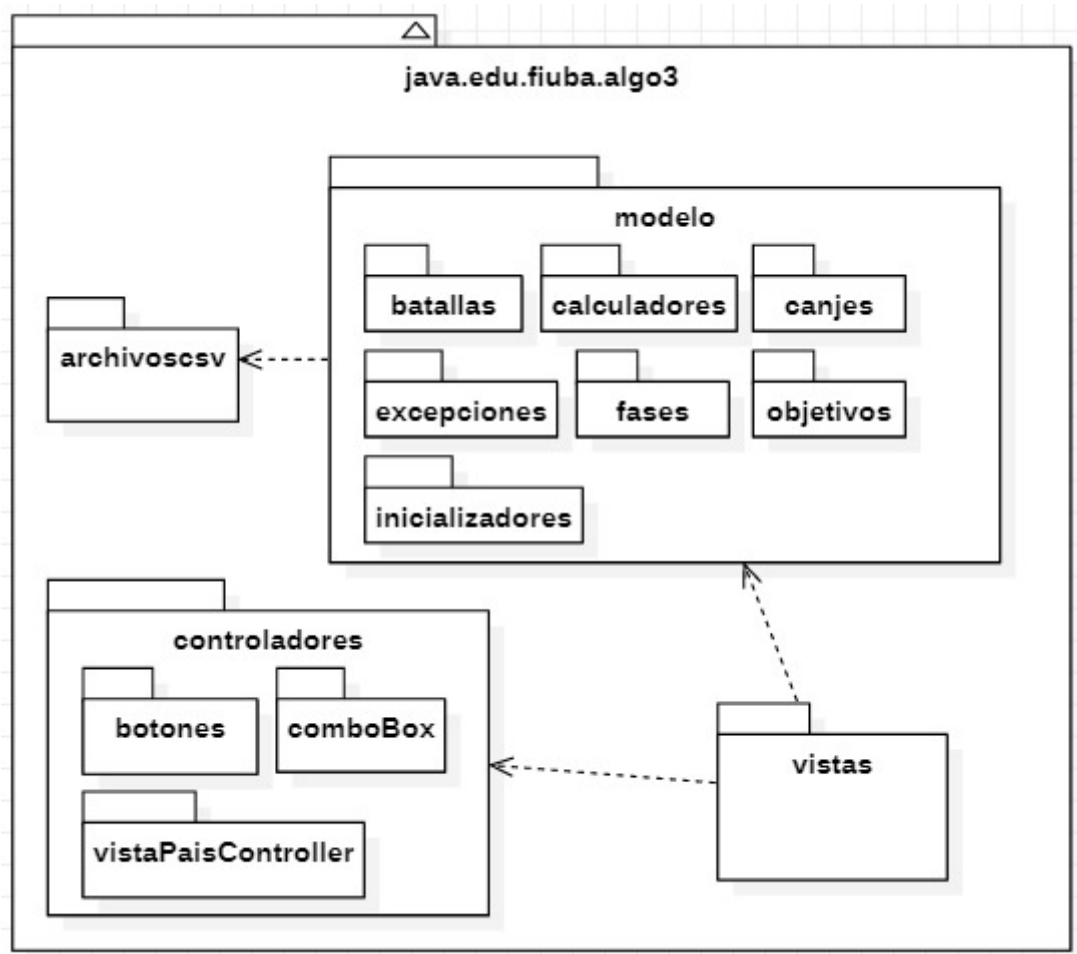 java.edu.fiuba.algo3
modelo
batallas
calculadores
canjes
archivoscsv
excepciones
fases
objetivos
inicializadores
controladores
botones
comboBox
vistas
vistaPaisController